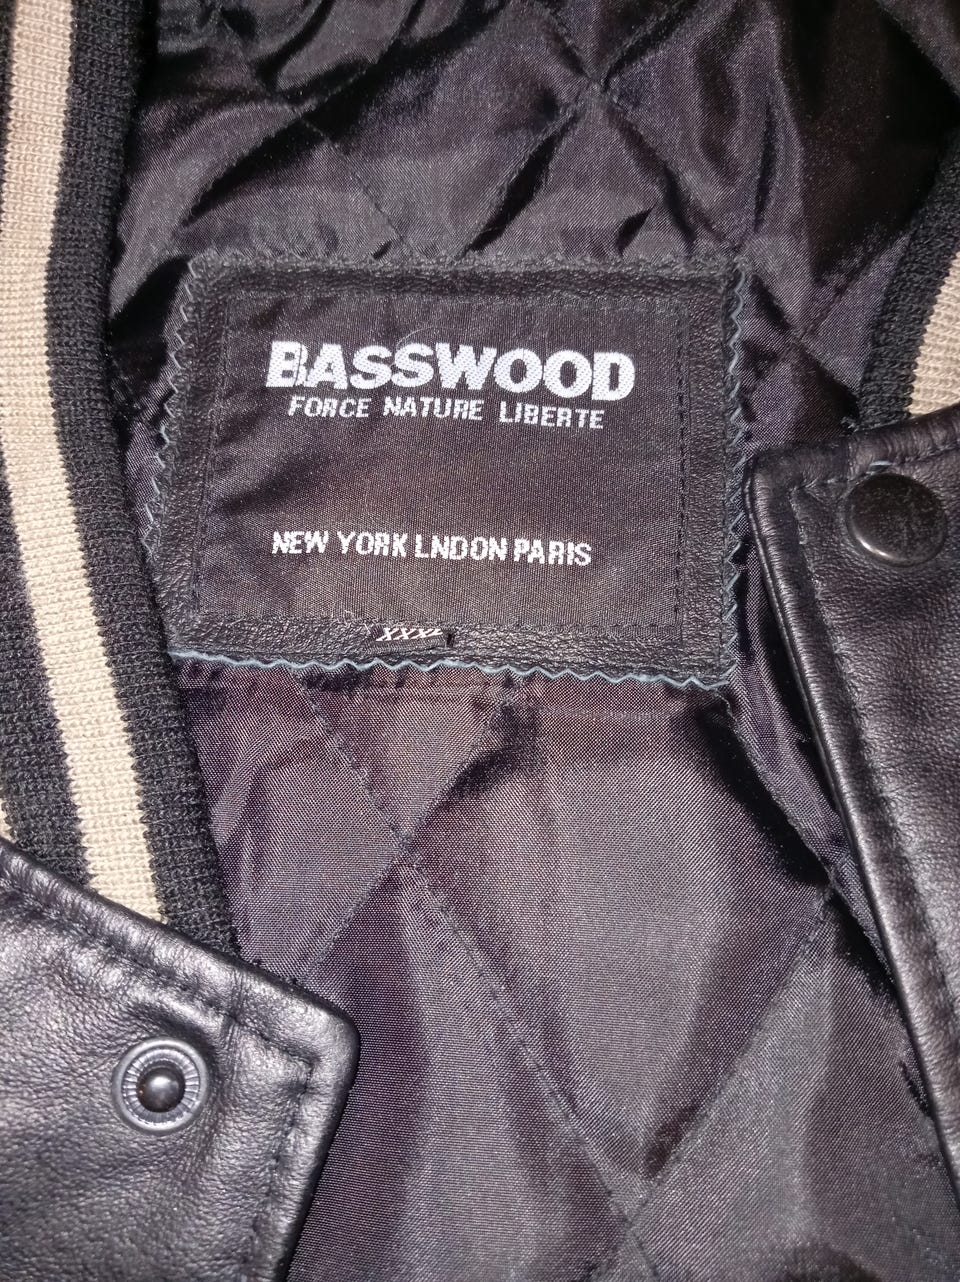 BASSWOOD
FORCE NATURE LIBERTE
NEW YORK LNDON PARIS
XXXL